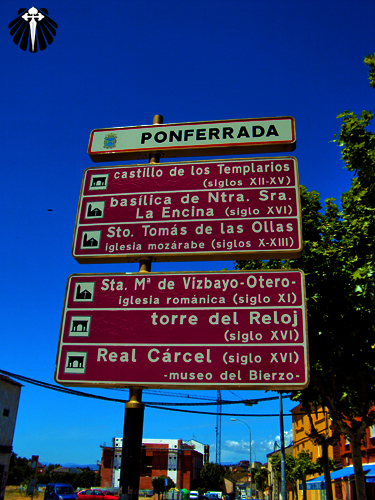 PONFERRADA
castillo de los Templarios
(siglos XII-XV)
basílica de Ntra. Sra.
La Encina (siglo XVI)
Sto. Tomás de las Ollas
iglesia mozárabe (siglos X-XIII)
Sta. Mª de Vizbayo-Otero-
iglesia románica (siglo XI)
torre del Reloj
(siglo XVI)
Real Cárcel (siglo XVI)
-museo del Bierzo-